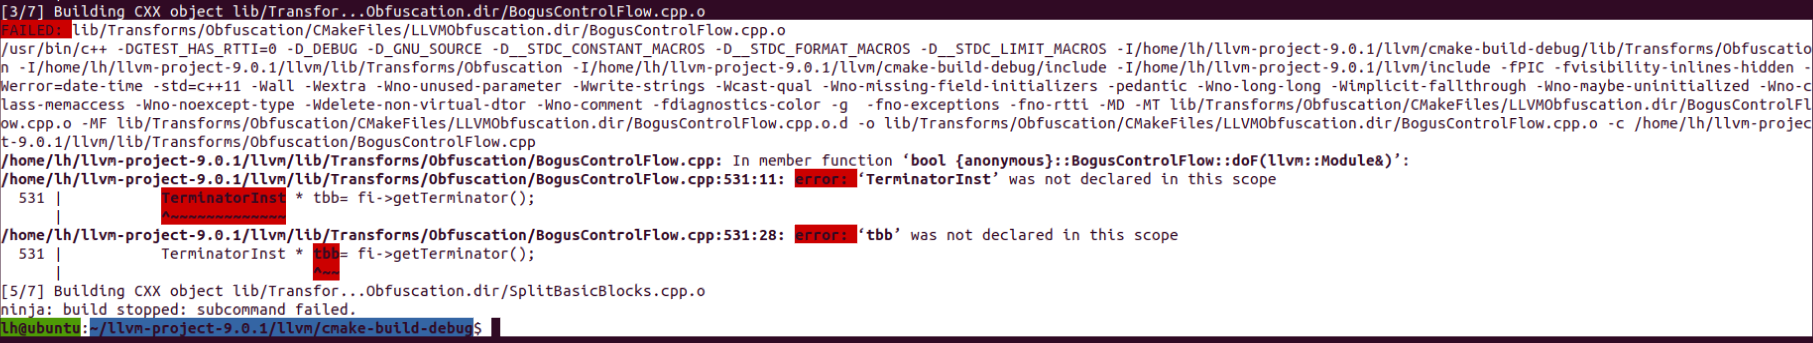 [3/7] Building CXX object lib/Transfor...Obfuscation.dir/BogusControlFlow.cpp.o
FAILED: lib/Transforms/Obfuscation/CMakeFiles/LLVMObfuscation.dir/BogusControlFlow.cpp.o
/usr/bin/c++ -DGTEST_HAS_RTTI=0 -D_DEBUG -D_GNU_SOURCE -D__STDC_CONSTANT_MACROS -D__STDC_FORMAT_MACROS -D__STDC_LIMIT_MACROS -I/home/lh/llvm-project-9.0.1/llvm/cmake-build-debug/lib/Transforms/Obfuscatio
n -I/home/lh/llvm-project-9.0.1/llvm/lib/Transforms/Obfuscation -I/home/lh/llvm-project-9.0.1/llvm/cmake-build-debug/include -I/home/lh/llvm-project-9.0.1/llvm/include -fPIC -fvisibility-inlines-hidden -
Werror=date-time -std=c++11 -Wall -Wextra -Wno-unused-parameter -Wwrite-strings -Wcast-qual -Wno-missing-field-initializers -pedantic -Wno-long-long -Wimplicit-fallthrough -Wno-maybe-uninitialized -Wno-c
lass-memaccess -Wno-noexcept-type -Wdelete-non-virtual-dtor -Wno-comment -fdiagnostics-color -g  -fno-exceptions -fno-rtti -MD -MT lib/Transforms/Obfuscation/CMakeFiles/LLVMObfuscation.dir/BogusControlFl
ow.cpp.o -MF lib/Transforms/Obfuscation/CMakeFiles/LLVMObfuscation.dir/BogusControlFlow.cpp.o.d -o lib/Transforms/Obfuscation/CMakeFiles/LLVMObfuscation.dir/BogusControlFlow.cpp.o -c /home/lh/llvm-projec
t-9.0.1/llvm/lib/Transforms/Obfuscation/BogusControlFlow.cpp
/home/lh/llvm-project-9.0.1/llvm/lib/Transforms/Obfuscation/BogusControlFlow.cpp: In member function ‘bool {anonymous}::BogusControlFlow::doF(llvm::Module&)’:
/home/lh/llvm-project-9.0.1/llvm/lib/Transforms/Obfuscation/BogusControlFlow.cpp:531:11: error: ‘TerminatorInst’ was not declared in this scope
  531 |           TerminatorInst * tbb= fi->getTerminator();
      |           ^~~~~~~~~~~~~~
/home/lh/llvm-project-9.0.1/llvm/lib/Transforms/Obfuscation/BogusControlFlow.cpp:531:28: error: ‘tbb’ was not declared in this scope
  531 |           TerminatorInst * tbb= fi->getTerminator();
      |                            ^~~
[5/7] Building CXX object lib/Transfor...Obfuscation.dir/SplitBasicBlocks.cpp.o
ninja: build stopped: subcommand failed.
lh@ubuntu:~/llvm-project-9.0.1/llvm/cmake-build-debug$